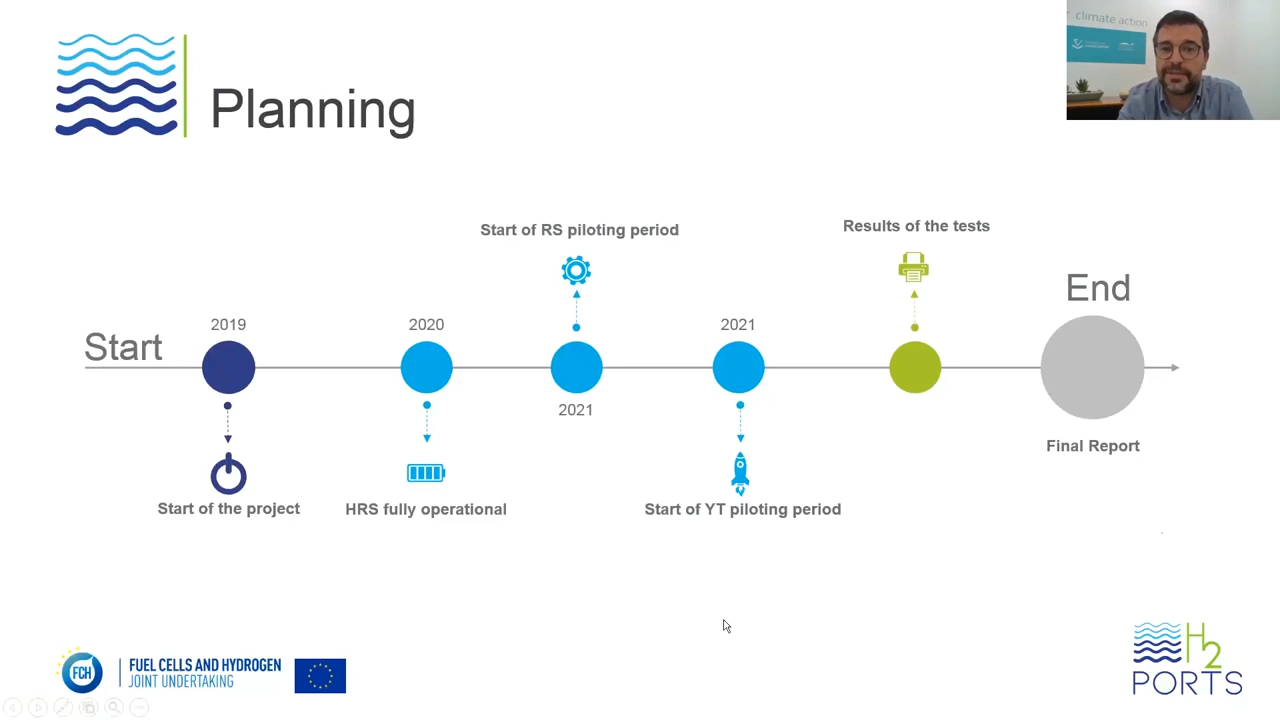 climate action
Planning
Start of RS piloting period
Results of the tests
End
2019
2020
2021
Start
2021
Final Report
Start of the project
HRS fully operational
Start of YT piloting period
FCH
FUEL CELLS AND HYDROGEN
JOINT UNDERTAKING
H2
PORTS